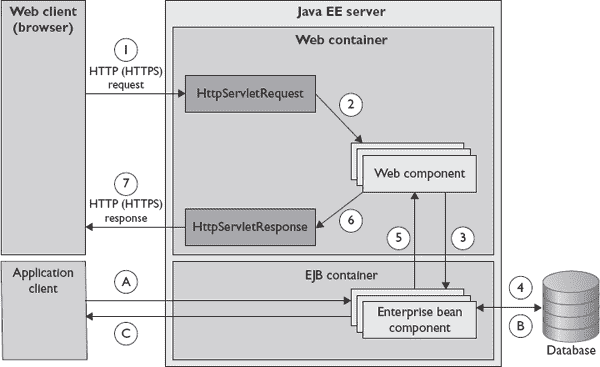 Web client
(browser)
Java EE server
Web container
1
HTTP (HTTPS)
request
HttpServletRequest
2
Web component
7
HTTP (HTTPS)
response
HttpServletResponse
6
5
3
Application
client
EJB container
A
C
Enterprise bean
component
4
B
Database